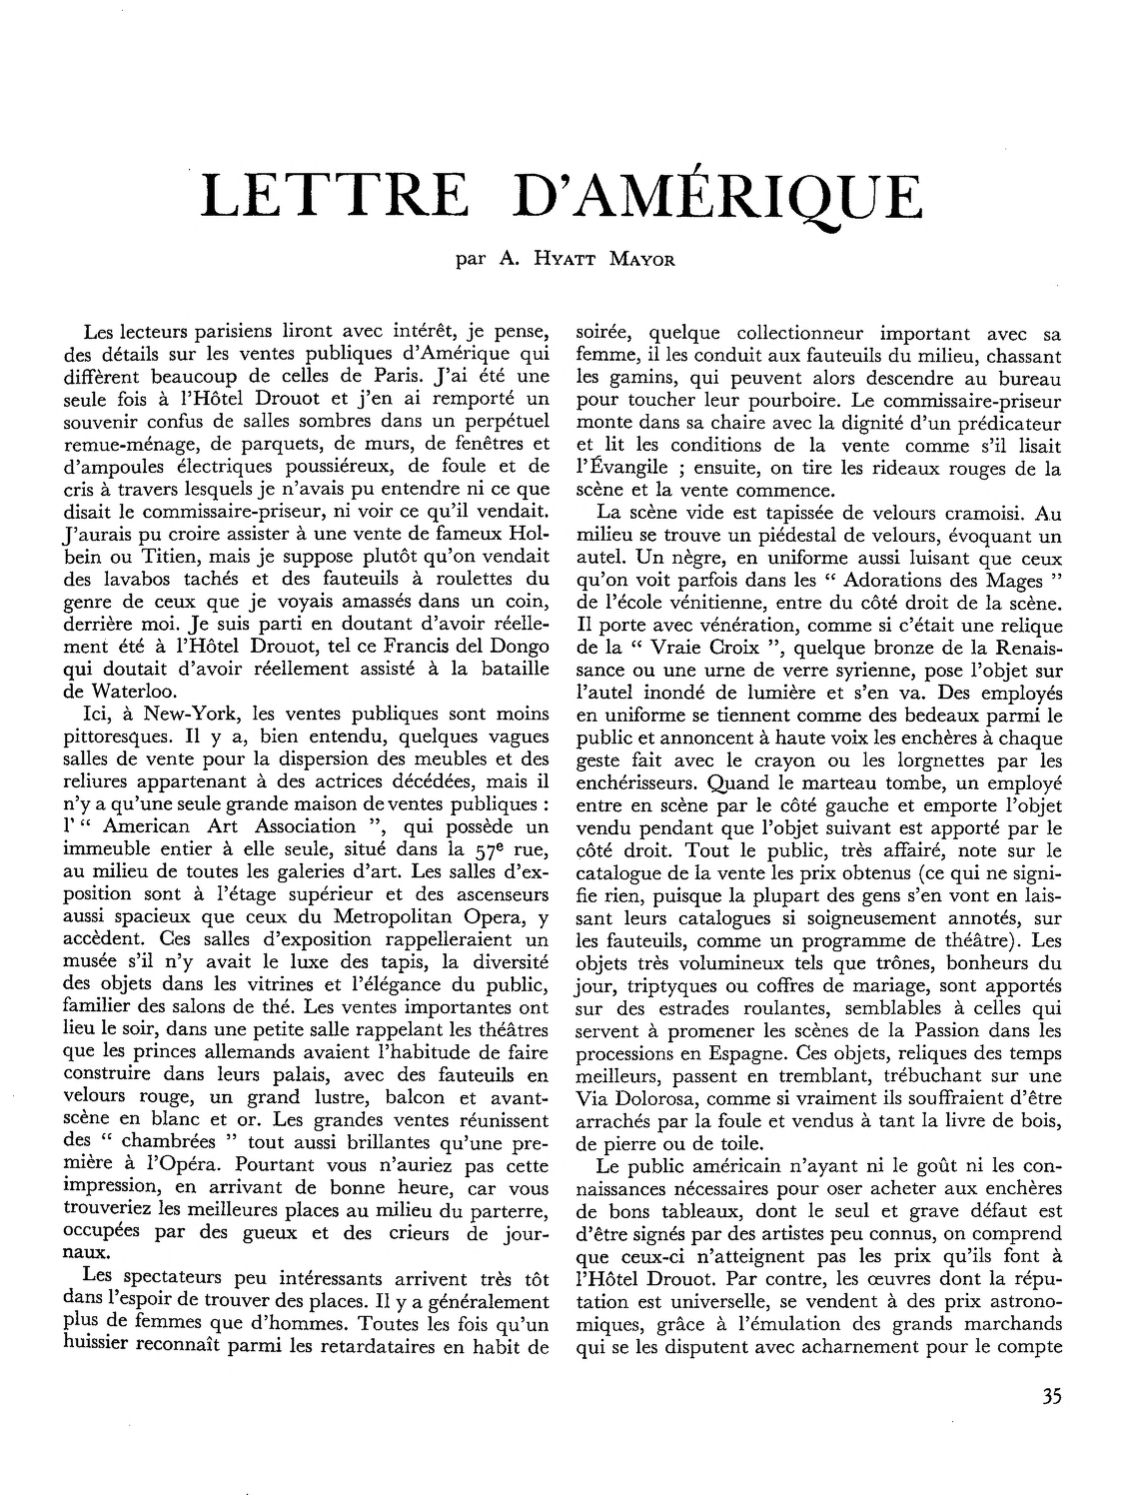 LETTRE D'AMÉRIQUE
par A. HYATT MAYOR
Les lecteurs parisiens liront avec intérêt, je pense,
des détails sur les ventes publiques d'Amérique qui
diffèrent beaucoup de celles de Paris. J'ai été une
seule fois à l'Hôtel Drouot et j'en ai remporté un
souvenir confus de salles sombres dans un perpétuel
remue-ménage, de parquets, de murs, de fenêtres et
d'ampoules électriques poussiéreux, de foule et de
cris à travers lesquels je n'avais pu entendre ni ce que
disait le commissaire-priseur, ni voir ce qu'il vendait.
J'aurais pu croire assister à une vente de fameux Hol-
bein ou Titien, mais je suppose plutôt qu'on vendait
des lavabos tachés et des fauteuils à roulettes du
genre de ceux que je voyais amassés dans un coin,
derrière moi. Je suis parti en doutant d'avoir réelle-
ment été à l'Hôtel Drouot, tel ce Francis del Dongo
qui doutait d'avoir réellement assisté à la bataille
de Waterloo.
Ici, à New-York, les ventes publiques sont moins
pittoresques. Il y a, bien entendu, quelques vagues
salles de vente pour la dispersion des meubles et des
reliures appartenant à des actrices décédées, mais il
n'y a qu'une seule grande maison de ventes publiques :
l' “ American Art Association ”, qui possède un
immeuble entier à elle seule, situé dans la 57e rue,
au milieu de toutes les galeries d'art. Les salles d'ex-
position sont à l'étage supérieur et des ascenseurs
aussi spacieux que ceux du Metropolitan Opera, y
accèdent. Ces salles d'exposition rappelleraient un
musée s'il n'y avait le luxe des tapis, la diversité
des objets dans les vitrines et l'élégance du public,
familier des salons de thé. Les ventes importantes ont
lieu le soir, dans une petite salle rappelant les théâtres
que les princes allemands avaient l'habitude de faire
construire dans leurs palais, avec des fauteuils en
velours rouge, un grand lustre, balcon et avant-
scène en blanc et or. Les grandes ventes réunissent
des “ chambrées ” tout aussi brillantes qu'une pre-
mière à l'Opéra. Pourtant vous n'auriez pas cette
impression, en arrivant de bonne heure, car vous
trouveriez les meilleures places au milieu du parterre,
occupées par des gueux et des crieurs de jour-
naux.
Les spectateurs peu intéressants arrivent très tôt
dans l'espoir de trouver des places. Il y a généralement
plus de femmes que d'hommes. Toutes les fois qu'un
huissier reconnaît parmi les retardataires en habit de
soirée, quelque collectionneur important avec sa
femme, il les conduit aux fauteuils du milieu, chassant
les gamins, qui peuvent alors descendre au bureau
pour toucher leur pourboire. Le commissaire-priseur
monte dans sa chaire avec la dignité d'un prédicateur
et lit les conditions de la vente comme s'il lisait
l'Évangile ; ensuite, on tire les rideaux rouges de la
scène et la vente commence.
La scène vide est tapissée de velours cramoisi. Au
milieu se trouve un piédestal de velours, évoquant un
autel. Un nègre, en uniforme aussi luisant que ceux
qu'on voit parfois dans les “ Adorations des Mages ”
de l'école vénitienne, entre du côté droit de la scène.
Il porte avec vénération, comme si c'était une relique
de la “ Vraie Croix ”, quelque bronze de la Renais-
sance ou une urne de verre syrienne, pose l'objet sur
l'autel inondé de lumière et s'en va. Des employés
en uniforme se tiennent comme des bedeaux parmi le
public et annoncent à haute voix les enchères à chaque
geste fait avec le crayon ou les lorgnettes par les
enchérisseurs. Quand le marteau tombe, un employé
entre en scène par le côté gauche et emporte l'objet
vendu pendant que l'objet suivant est apporté par le
côté droit. Tout le public, très affairé, note sur le
catalogue de la vente les prix obtenus (ce qui ne signi-
fie rien, puisque la plupart des gens s'en vont en lais-
sant leurs catalogues si soigneusement annotés, sur
les fauteuils, comme un programme de théâtre). Les
objets très volumineux tels que trônes, bonheurs du
jour, triptyques ou coffres de mariage, sont apportés
sur des estrades roulantes, semblables à celles qui
servent à promener les scènes de la Passion dans les
processions en Espagne. Ces objets, reliques des temps
meilleurs, passent en tremblant, trébuchant sur une
Via Dolorosa, comme si vraiment ils souffraient d'être
arrachés par la foule et vendus à tant la livre de bois,
de pierre ou de toile.
Le public américain n'ayant ni le goût ni les con-
naissances nécessaires pour oser acheter aux enchères
de bons tableaux, dont le seul et grave défaut est
d'être signés par des artistes peu connus, on comprend
que ceux-ci n'atteignent pas les prix qu'ils font à
l'Hôtel Drouot. Par contre, les œuvres dont la répu-
tation est universelle, se vendent à des prix astrono-
miques, grâce à l'émulation des grands marchands
qui se les disputent avec acharnement pour le compte
35